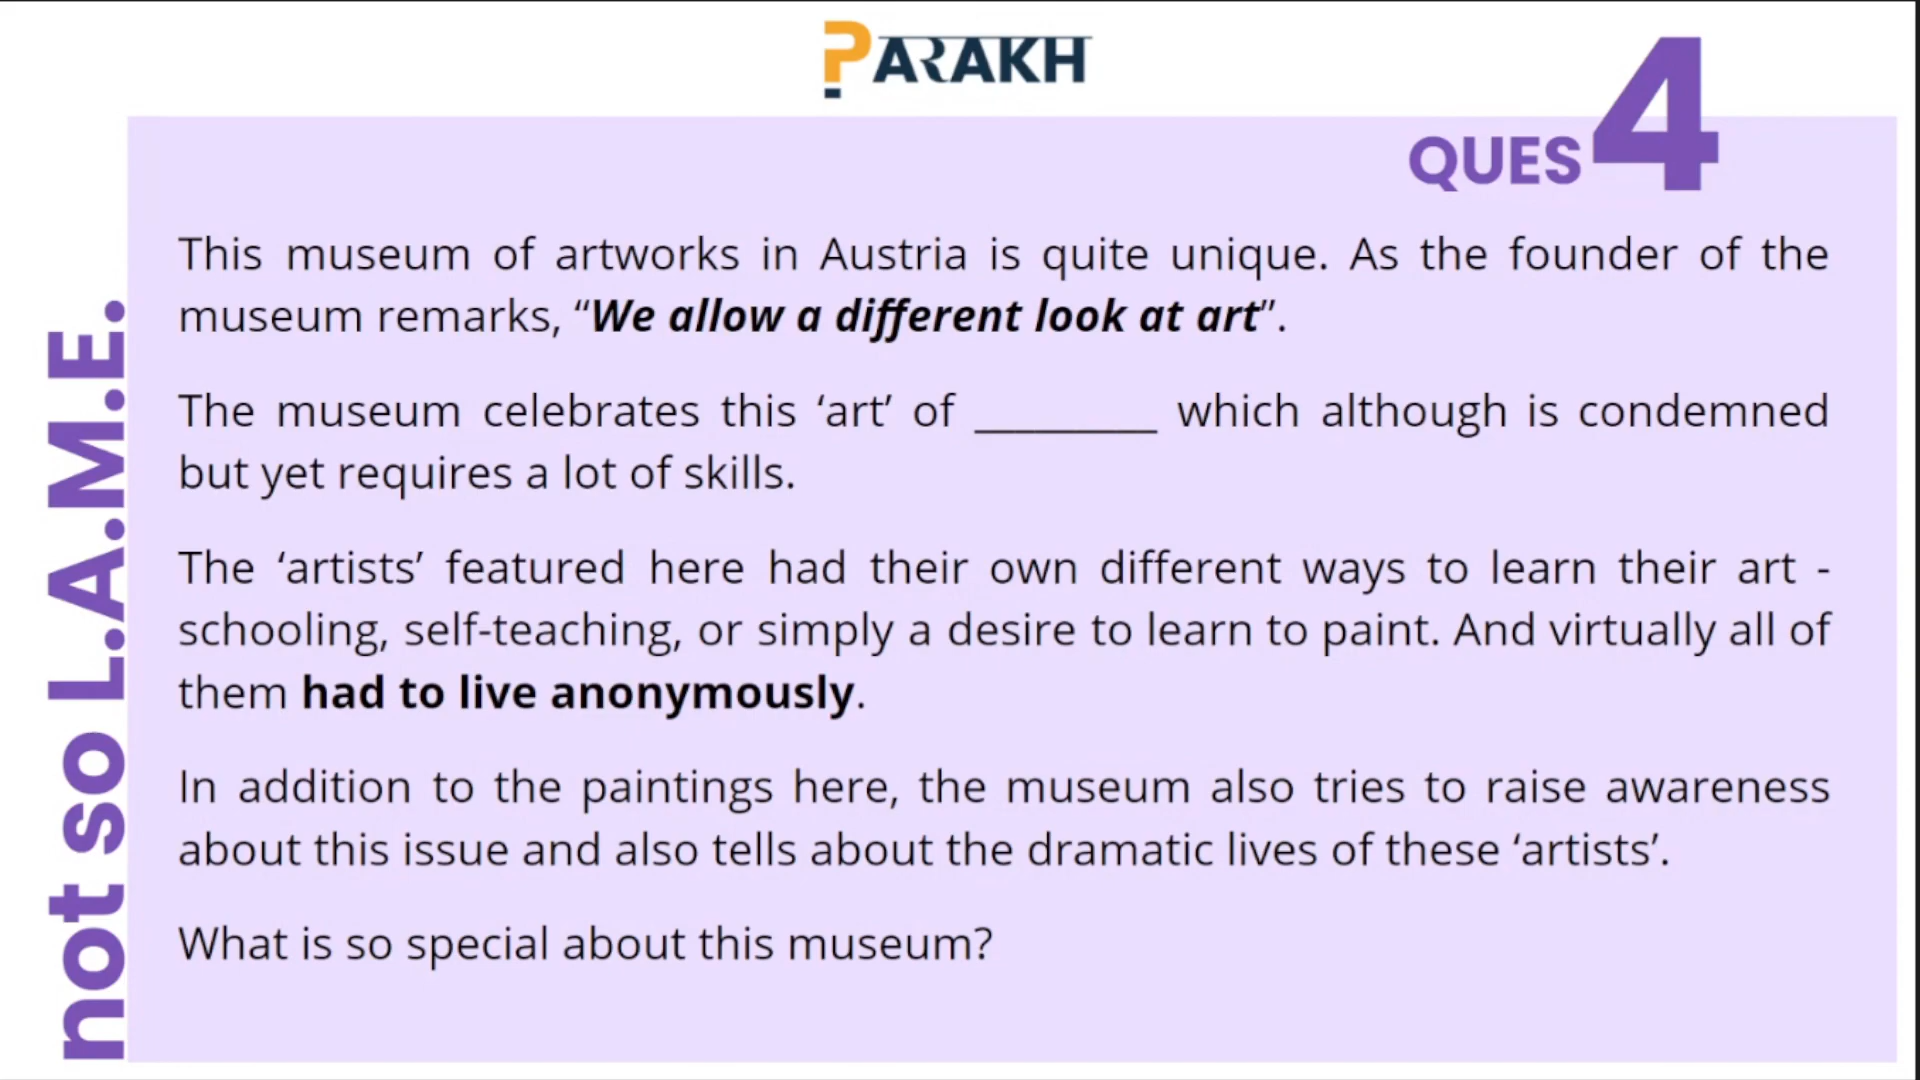 PARAKH
QUES 4
not so L.A.M.E.
This museum of artworks in Austria is quite unique. As the founder of the
museum remarks, “We allow a different look at art”.
The museum celebrates this ‘art’ of ________ which although is condemned
but yet requires a lot of skills.
The ‘artists’ featured here had their own different ways to learn their art -
schooling, self-teaching, or simply a desire to learn to paint. And virtually all of
them had to live anonymously.
In addition to the paintings here, the museum also tries to raise awareness
about this issue and also tells about the dramatic lives of these ‘artists’.
What is so special about this museum?